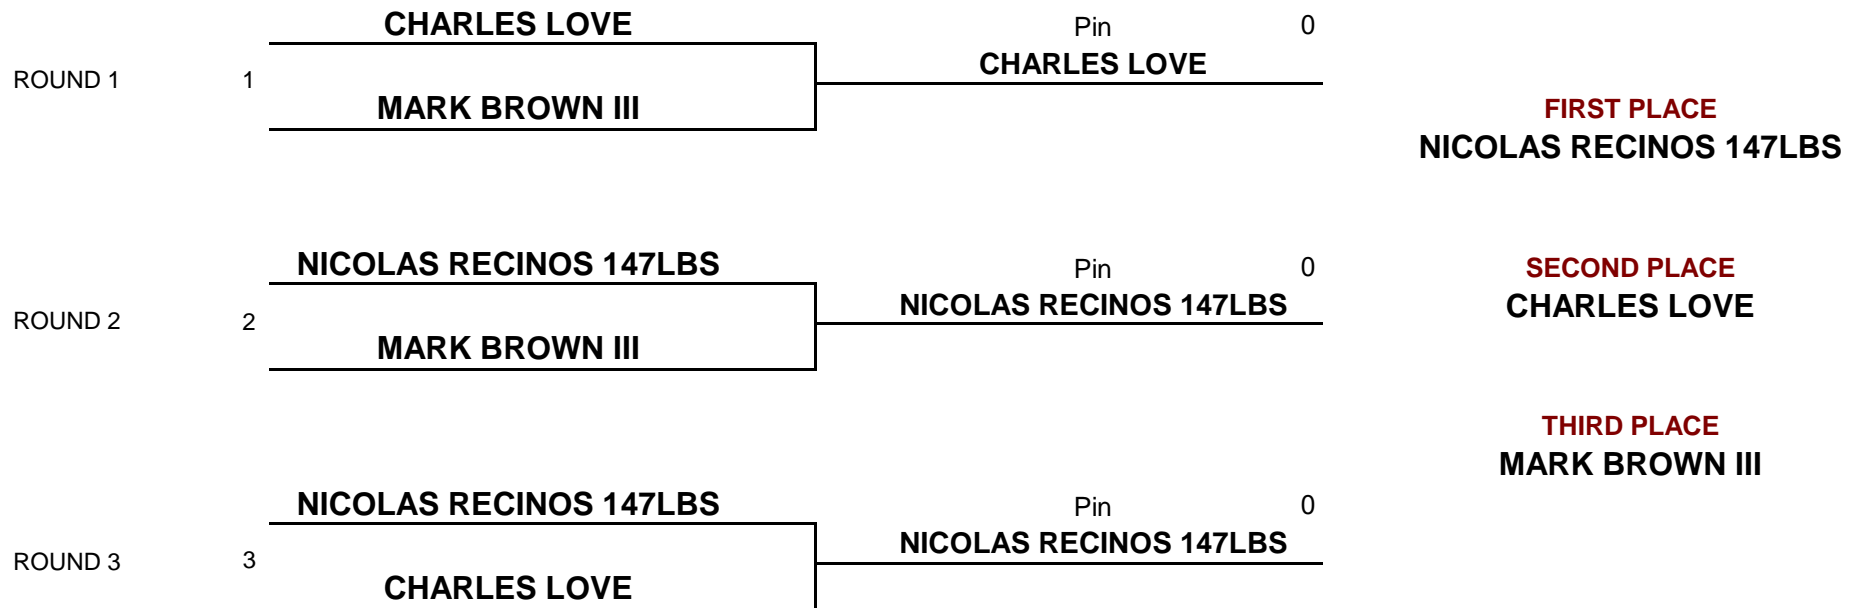 CHARLES LOVE
Pin 0
CHARLES LOVE
ROUND 1 1
MARK BROWN III
FIRST PLACE
NICOLAS RECINOS 147LBS
NICOLAS RECINOS 147LBS
Pin 0
SECOND PLACE
NICOLAS RECINOS 147LBS
CHARLES LOVE
ROUND 2 2
MARK BROWN III
THIRD PLACE
MARK BROWN III
NICOLAS RECINOS 147LBS
Pin 0
NICOLAS RECINOS 147LBS
ROUND 3 3
CHARLES LOVE